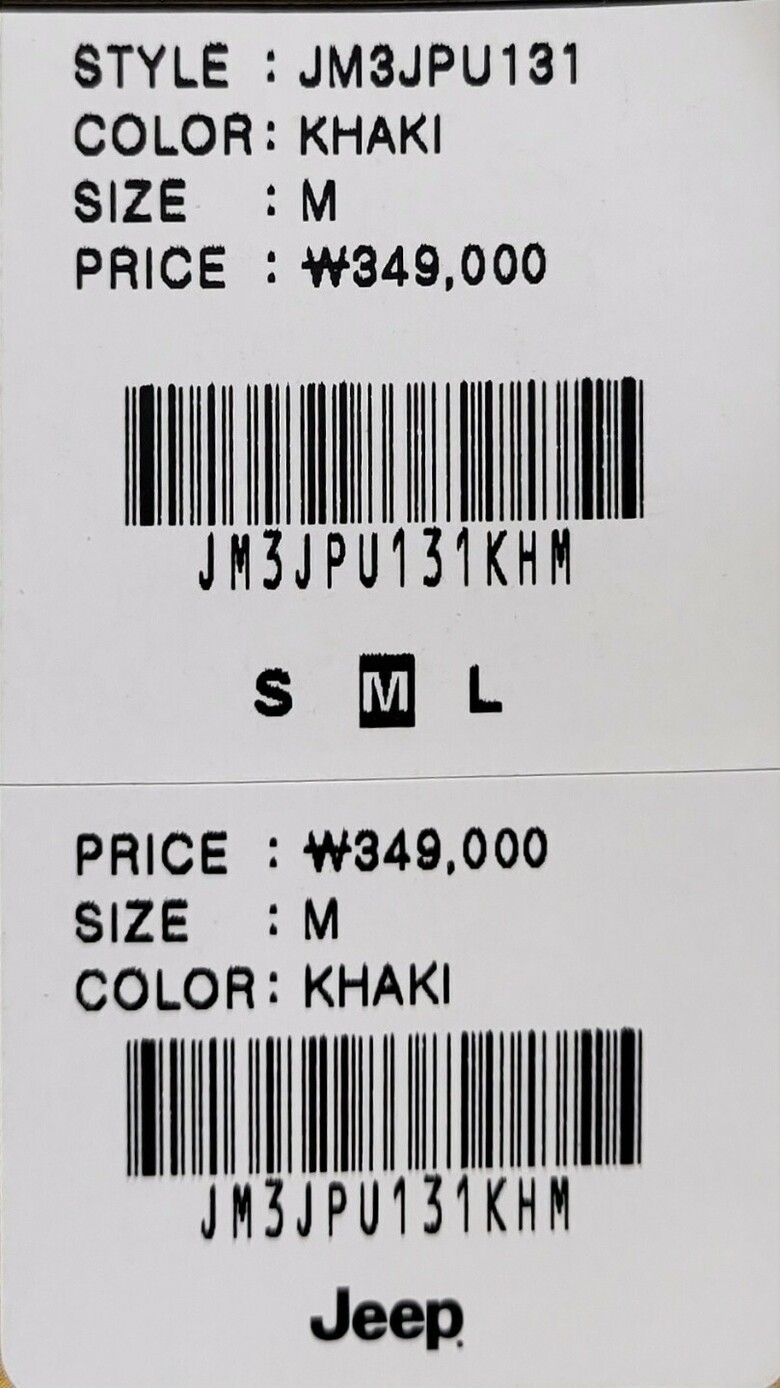 STYLE : JM3JPU131
COLOR: KHAKI
SIZE : M
PRICE : ₩349,000
JM3JPU131KHM
S M L
PRICE : ₩349,000
SIZE : M
COLOR: KHAKI
JM3JPU131KHM
Jeep.